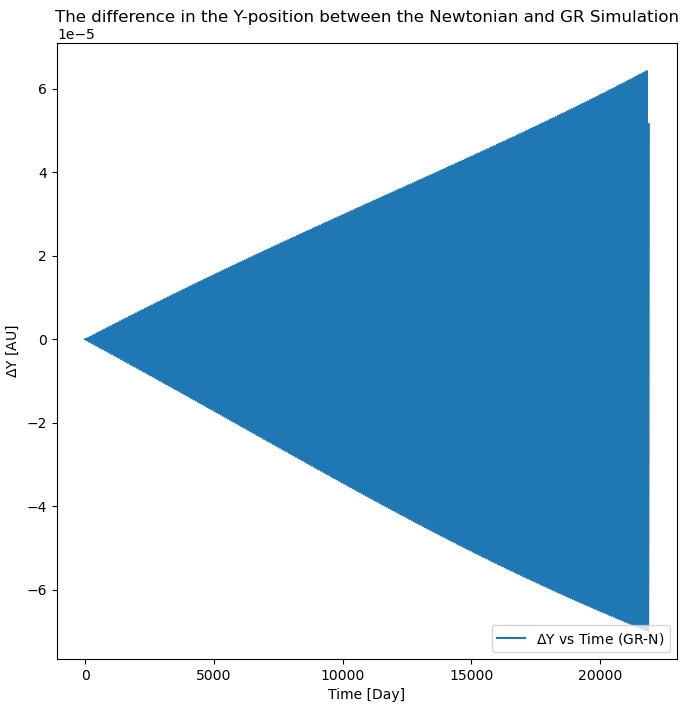 The difference in the Y-position between the Newtonian and GR Simulation
1e−5
6
4
2
0
−2
−4
−6
ΔY [AU]
0 5000 10000 15000 20000
Time [Day]
ΔY vs Time (GR-N)